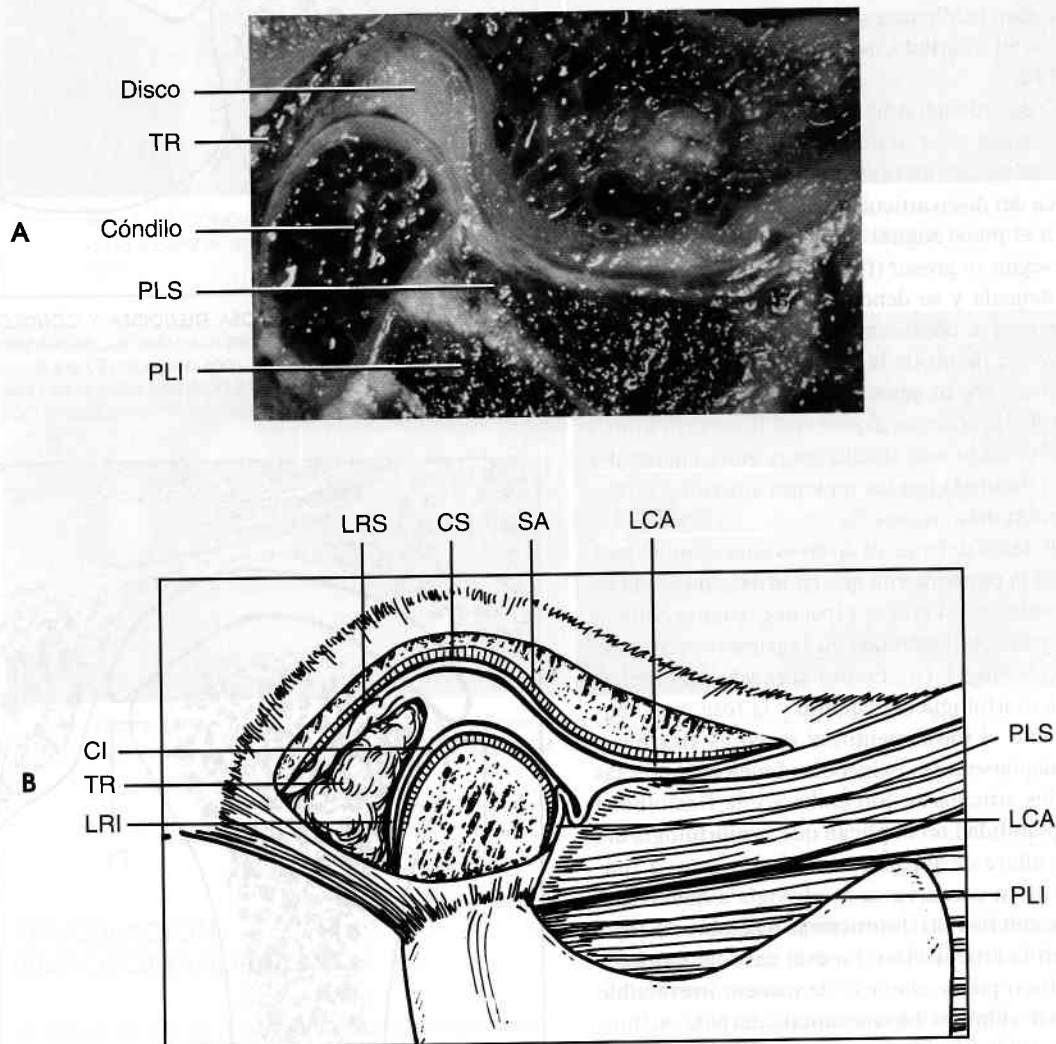 Disco
TR
Cóndilo
A
PLS
PLI
LRS CS SA LCA
PLS
CI
B
TR
LRI
LCA
PLI